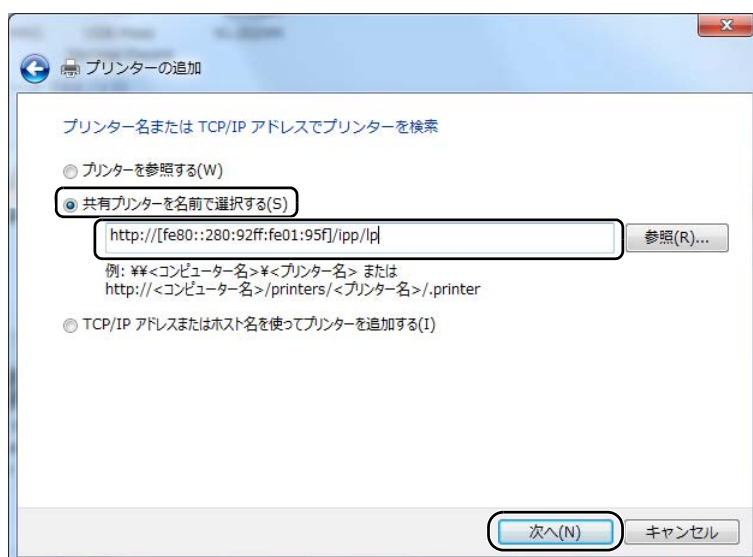 プリンターの追加
プリンター名または TCP/IP アドレスでプリンターを検索
プリンターを参照する(W)
共有プリンターを名前で選択する(S)
http://[fe80::280:92ff:fe01:95f]/ipp/lp
参照(R)...
例: ¥¥<コンピューター名>¥<プリンター名> または
http://<コンピューター名>/printers/<プリンター名>/.printer
TCP/IP アドレスまたはホスト名を使ってプリンターを追加する(I)
次へ(N)
キャンセル